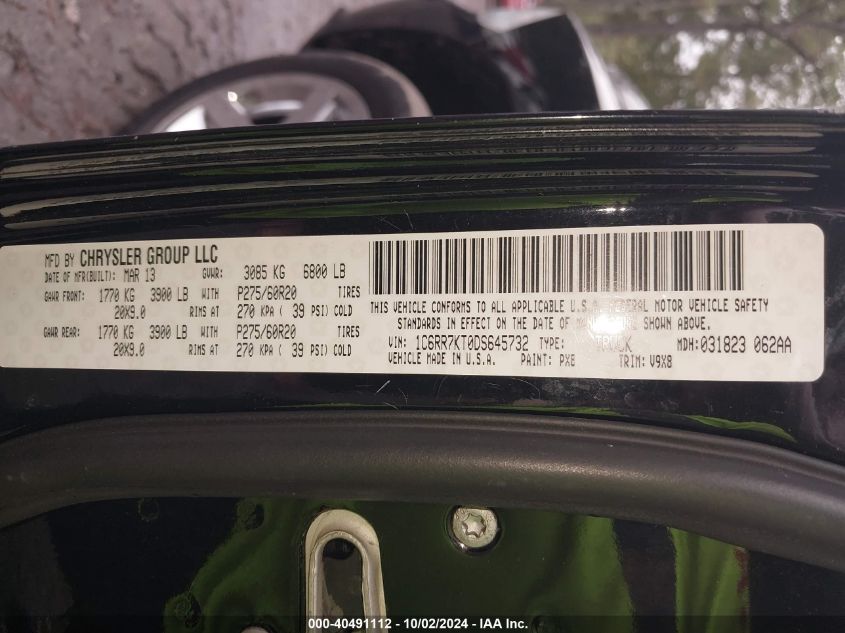 MFD BY CHRYSLER GROUP LLC
DATE OF MFR(BUILT): MAR 13 GVWR: 3085 KG 6800 LB
GAWR FRONT: 1770 KG 3900 LB WITH P275/60R20 TIRES
20X9.0 RIMS AT 270 KPA ( 39 PSI) COLD
GAWR REAR: 1770 KG 3900 LB WITH P275/60R20 TIRES
20X9.0 RIMS AT 270 KPA ( 39 PSI) COLD
THIS VEHICLE CONFORMS TO ALL APPLICABLE U.S.A. FEDERAL MOTOR VEHICLE SAFETY
STANDARDS IN EFFECT ON THE DATE OF MANUFACTURE SHOWN ABOVE.
VIN: 1C6RR7KT0DS645732 TYPE: TRUCK MDH: 031823 062AA
VEHICLE MADE IN U.S.A. PAINT: PX8 TRIM: V9X8
000-40491112 - 10/02/2024 - IAA Inc.